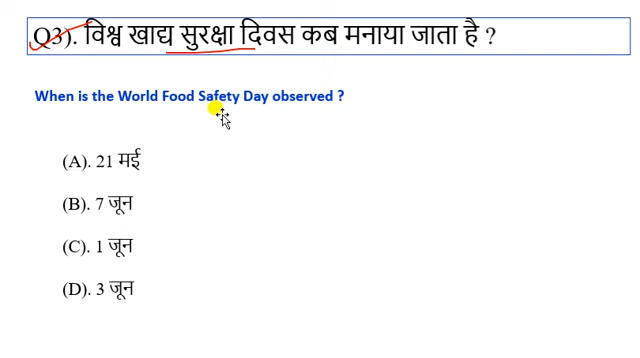 Q3). विश्व खाद्य सुरक्षा दिवस कब मनाया जाता है ?
When is the World Food Safety Day observed ?
(A). 21 मई
(B). 7 जून
(C). 1 जून
(D). 3 जून